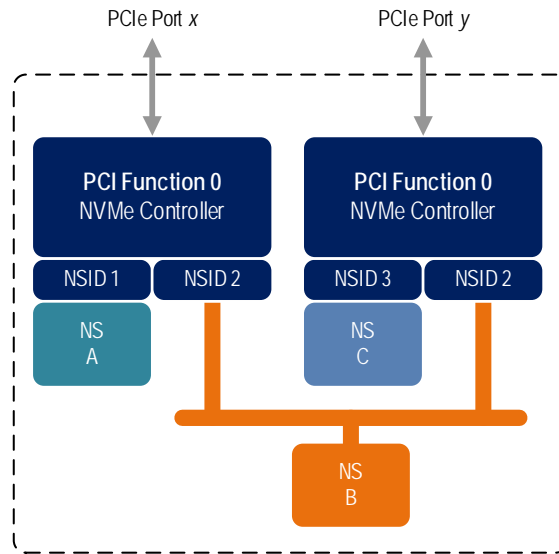 PCIe Port x
PCIe Port y
PCI Function 0
NVMe Controller
PCI Function 0
NVMe Controller
NSID 1
NSID 2
NSID 3
NSID 2
NS
A
NS
C
NS
B